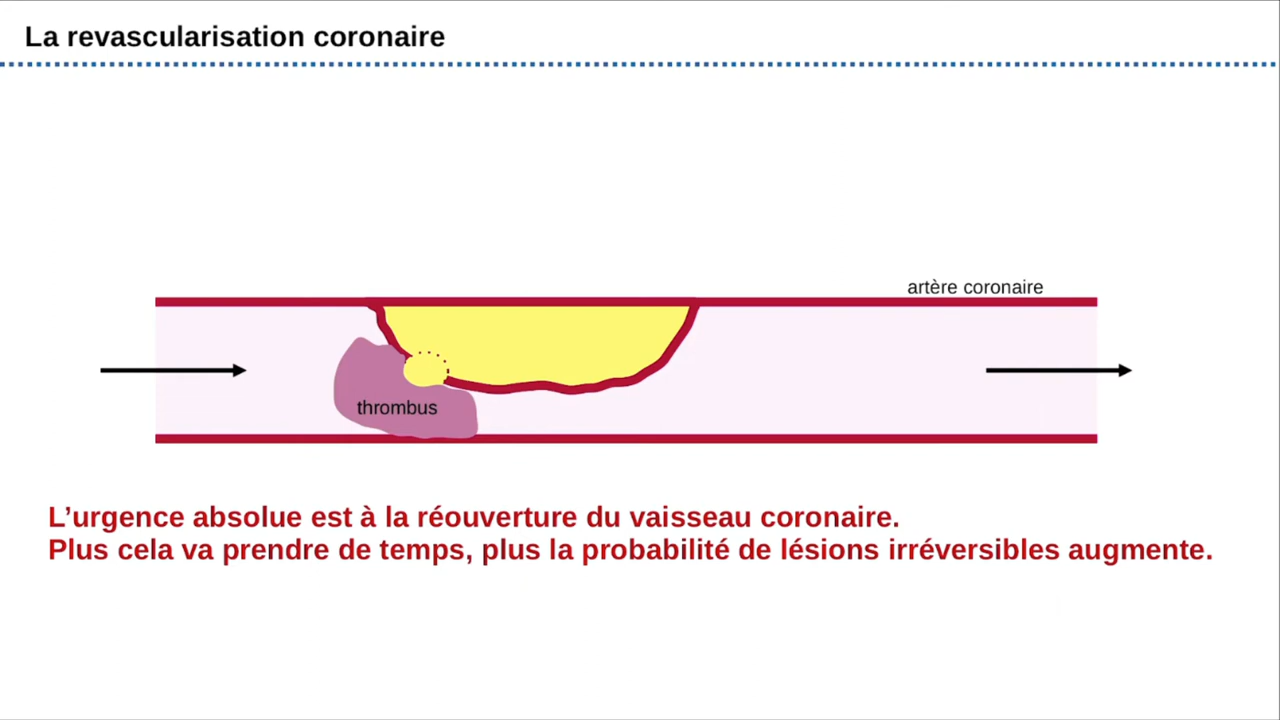 La revascularisation coronaire
artère coronaire
thrombus
L’urgence absolue est à la réouverture du vaisseau coronaire.
Plus cela va prendre de temps, plus la probabilité de lésions irréversibles augmente.